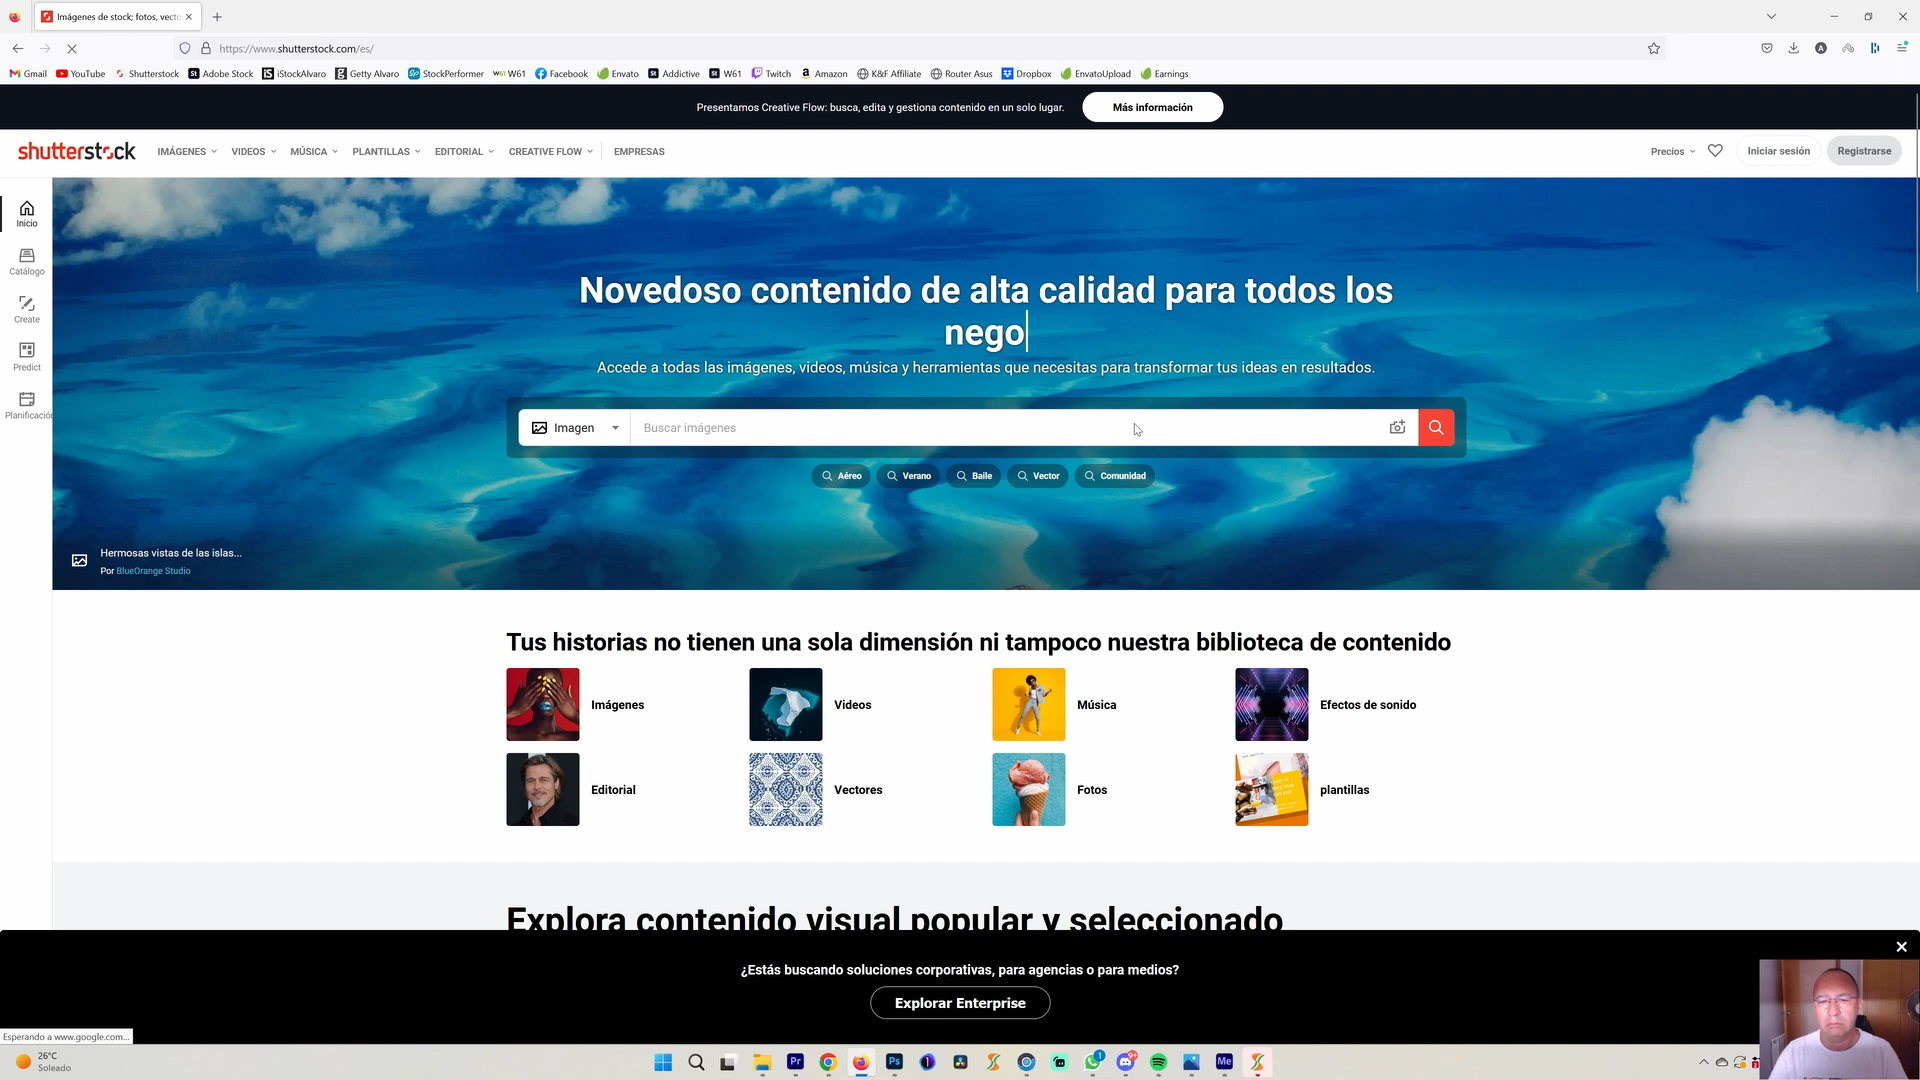 Imágenes de stock; fotos, vecto
https://www.shutterstock.com/es/
Gmail YouTube Shutterstock Adobe Stock iStockAlvaro Getty Alvaro StockPerformer W61 Facebook Envato Addictive W61 Twitch Amazon K&F Affiliate Router Asus Dropbox EnvatoUpload Earnings
Presentamos Creative Flow: busca, edita y gestiona contenido en un solo lugar. Más información
shutterstock IMÁGENES VIDEOS MÚSICA PLANTILLAS EDITORIAL CREATIVE FLOW EMPRESAS Precios Iniciar sesión Registrarse
Inicio
Catálogo
Create
Predict
Planificació
Novedoso contenido de alta calidad para todos los
nego
Accede a todas las imágenes, videos, música y herramientas que necesitas para transformar tus ideas en resultados.
Imagen Buscar imágenes
Aéreo Verano Baile Vector Comunidad
Hermosas vistas de las islas...
Por BlueOrange Studio
Tus historias no tienen una sola dimensión ni tampoco nuestra biblioteca de contenido
Imágenes Videos Música Efectos de sonido
Editorial Vectores Fotos plantillas
Explora contenido visual popular y seleccionado
¿Estás buscando soluciones corporativas, para agencias o para medios?
Explorar Enterprise
Esperando a www.google.com...
26°C
Soleado